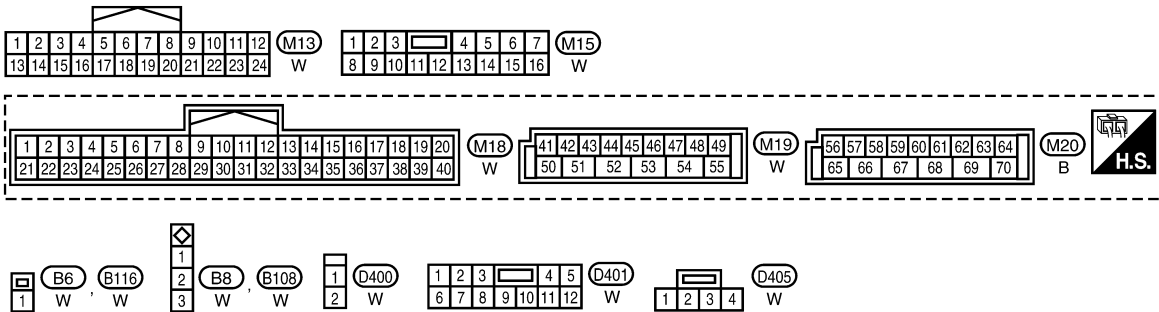 1 2 3 4 5 6 7 8 9 10 11 12
13 14 15 16 17 18 19 20 21 22 23 24
M13
W
1 2 3 4 5 6 7
8 9 10 11 12 13 14 15 16
M15
W
1 2 3 4 5 6 7 8 9 10 11 12 13 14 15 16 17 18 19 20
21 22 23 24 25 26 27 28 29 30 31 32 33 34 35 36 37 38 39 40
M18
W
41 42 43 44 45 46 47 48 49
50 51 52 53 54 55
M19
W
56 57 58 59 60 61 62 63 64
65 66 67 68 69 70
M20
B
H.S.
1
B6
W
,
B116
W
1
2
3
B8
W
,
B108
W
1
2
D400
W
1 2 3 4 5
6 7 8 9 10 11 12
D401
W
1 2 3 4
D405
W